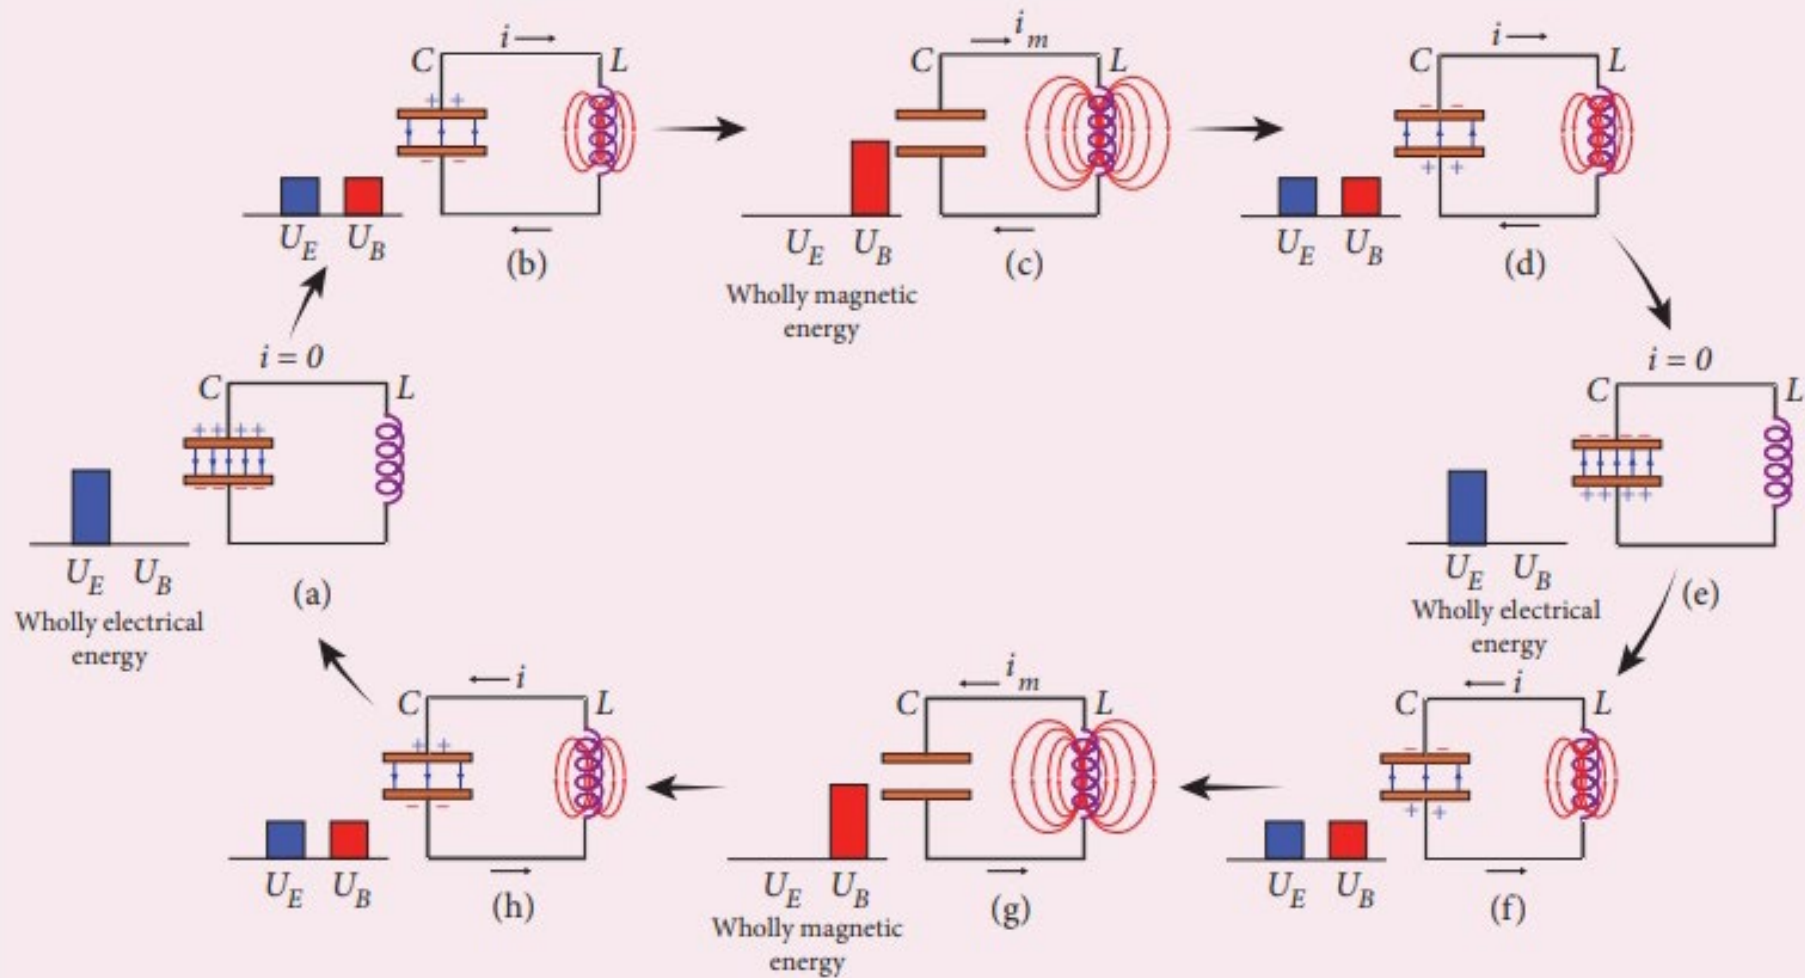 i
C L
+ +
- -
U_E U_B
(b)
i_m
C L
U_E U_B
(c)
Wholly magnetic
energy
i
C L
- -
+ +
U_E U_B
(d)
i = 0
C L
+ + + +
- - - -
U_E U_B
(a)
Wholly electrical
energy
i = 0
C L
- - - -
+ + + +
U_E U_B
(e)
Wholly electrical
energy
i
C L
+ +
- -
U_E U_B
(h)
i_m
C L
U_E U_B
(g)
Wholly magnetic
energy
i
C L
- -
+ +
U_E U_B
(f)